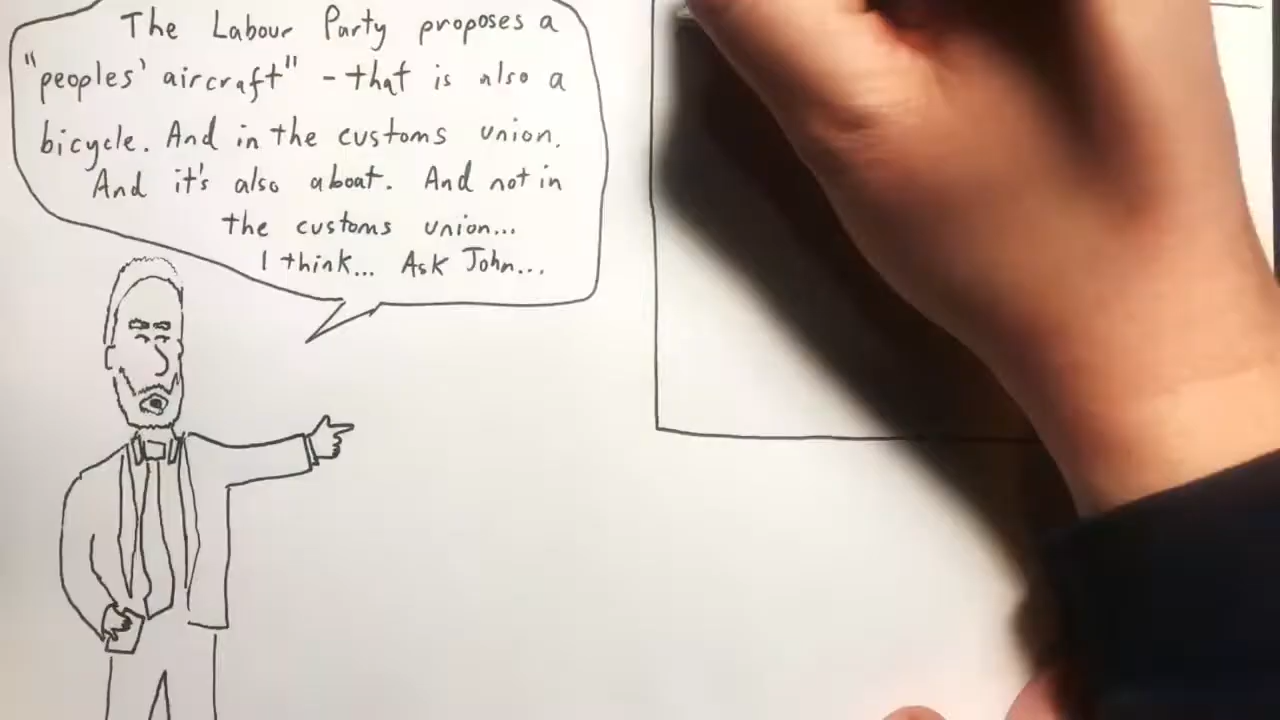 The Labour Party proposes a
"peoples' aircraft" - that is also a
bicycle. And in the customs union.
And it's also a boat. And not in
the customs union...
I think... Ask John...